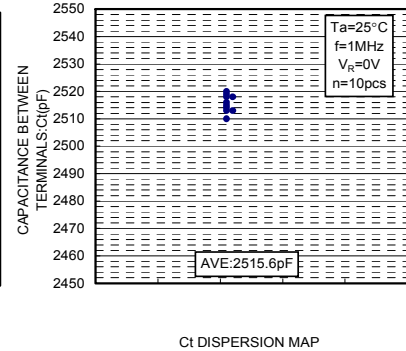 CAPACITANCE BETWEEN
TERMINALS:Ct(pF)
2550
2540
2530
2520
2510
2500
2490
2480
2470
2460
2450
Ta=25°C
f=1MHz
VR=0V
n=10pcs
AVE:2515.6pF
Ct DISPERSION MAP